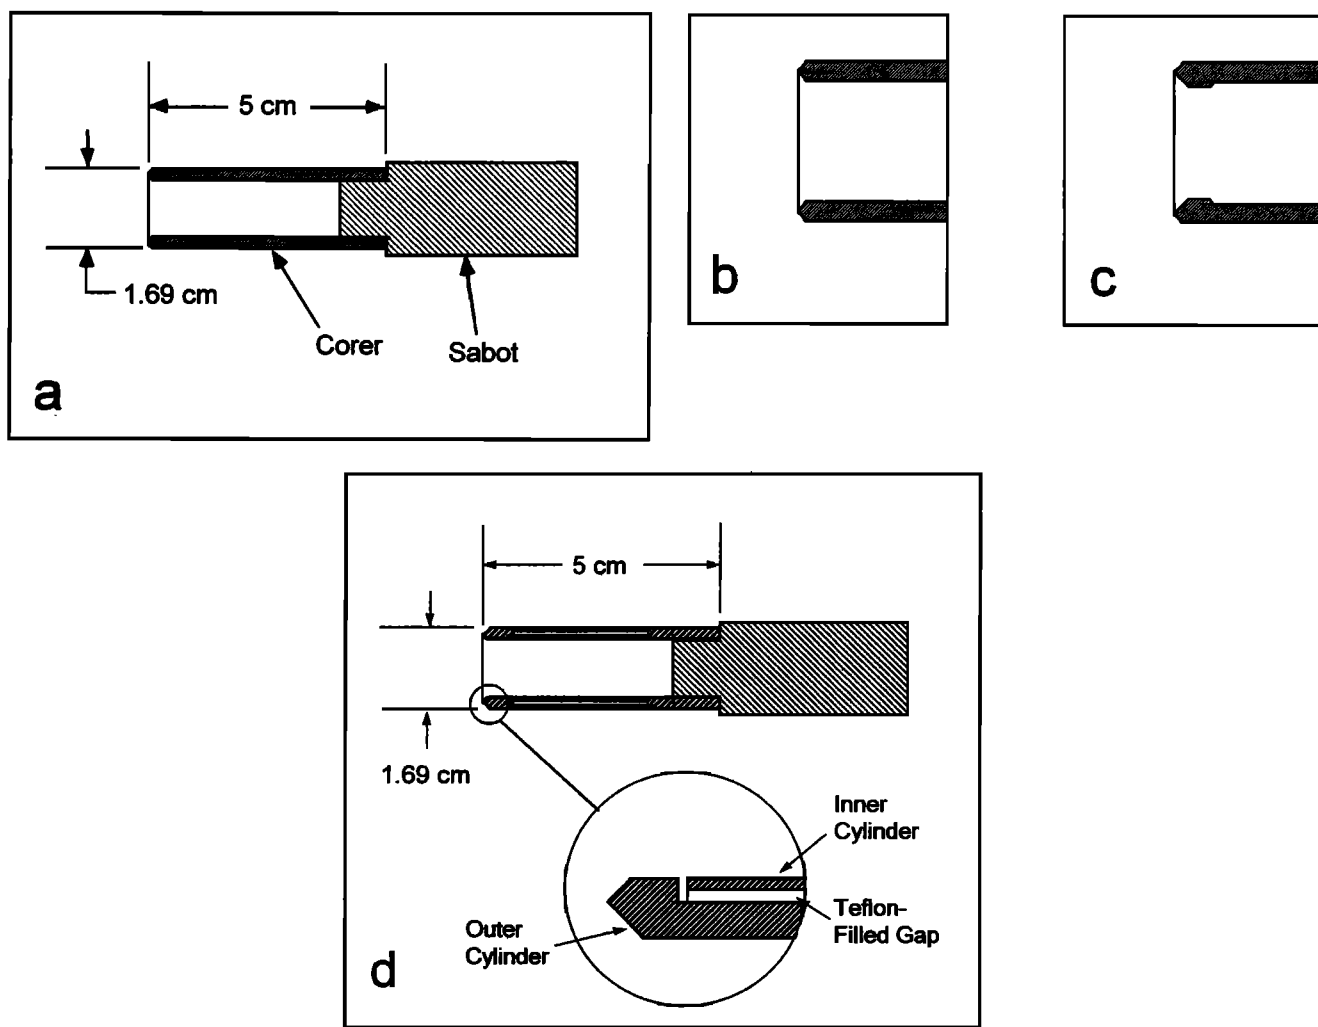 5 cm
1.69 cm
Corer
Sabot
a
b
c
5 cm
1.69 cm
Inner
Cylinder
Teflon-
Filled Gap
Outer
Cylinder
d